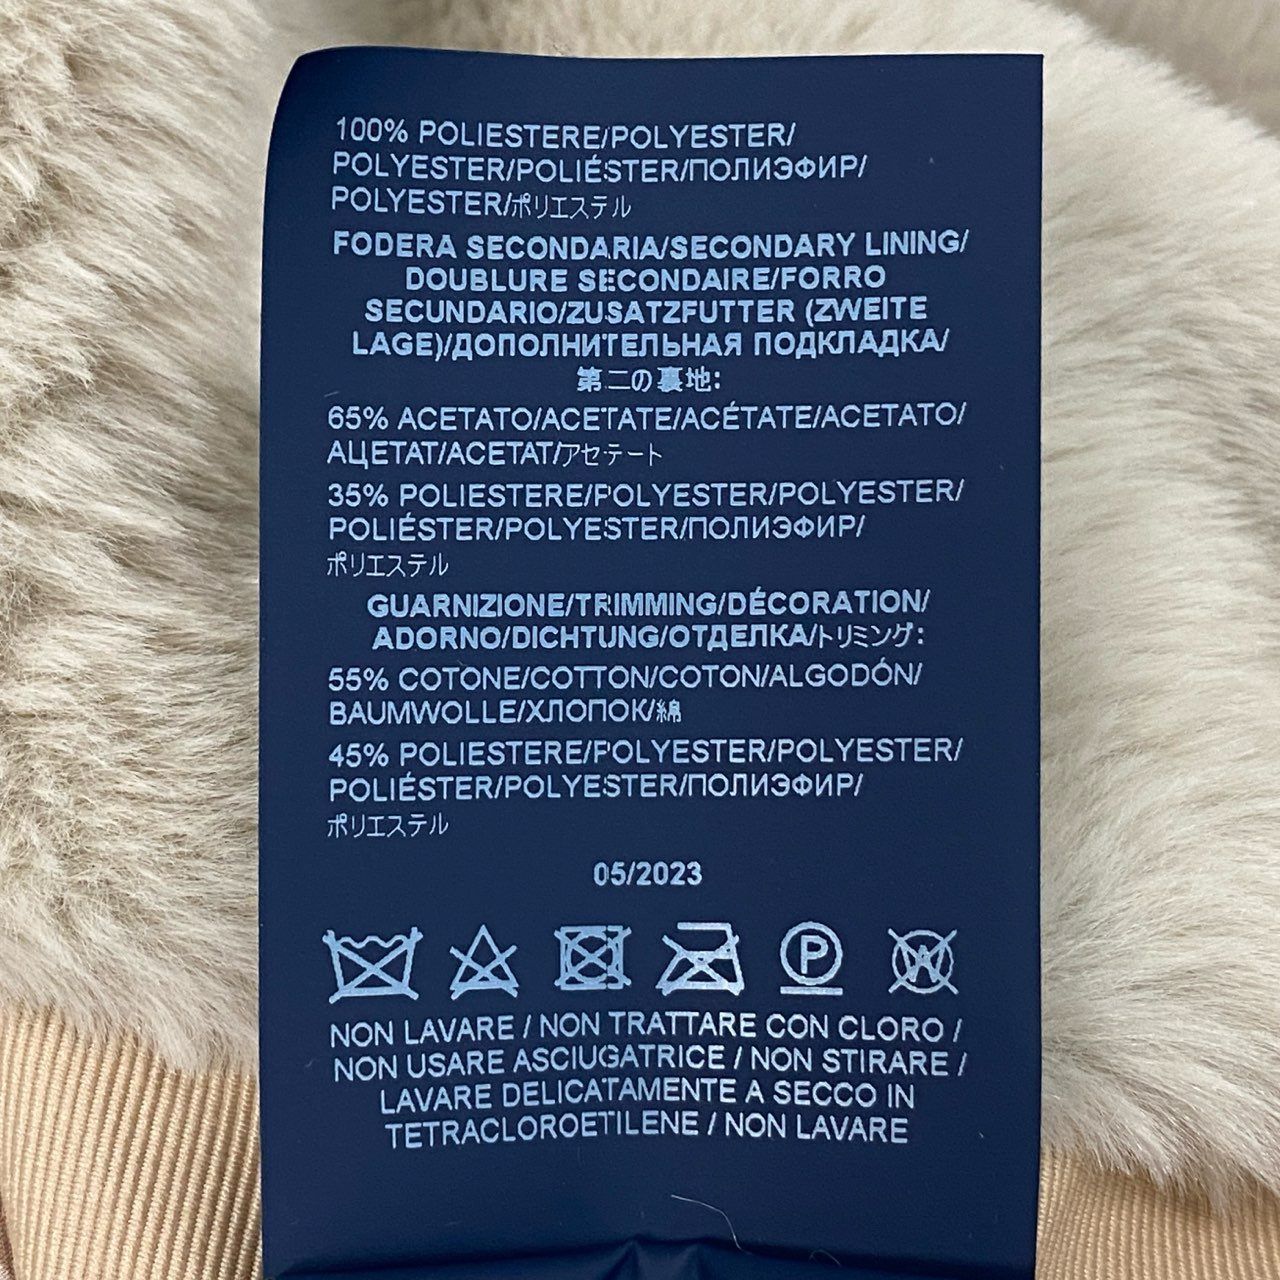 100% POLIESTERE/POLYESTER/
POLYESTER/POLIÉSTER/ПОЛИЭФИР/
POLYESTER/ポリエステル
FODERA SECONDARIA/SECONDARY LINING/
DOUBLURE SECONDAIRE/FORRO
SECUNDARIO/ZUSATZFUTTER (ZWEITE
LAGE)/ДОПОЛНИТЕЛЬНАЯ ПОДКЛАДКА/
第二の裏地:
65% ACETATO/ACETATE/ACÉTATE/ACETATO/
АЦЕТАТ/ACETAT/アセテート
35% POLIESTERE/POLYESTER/POLYESTER/
POLIÉSTER/POLYESTER/ПОЛИЭФИР/
ポリエステル
GUARNIZIONE/TRIMMING/DÉCORATION/
ADORNO/DICHTUNG/ОТДЕЛКА/トリミング:
55% COTONE/COTTON/COTON/ALGODÓN/
BAUMWOLLE/ХЛОПОК/綿
45% POLIESTERE/POLYESTER/POLYESTER/
POLIÉSTER/POLYESTER/ПОЛИЭФИР/
ポリエステル
05/2023
P W
NON LAVARE / NON TRATTARE CON CLORO /
NON USARE ASCIUGATRICE / NON STIRARE /
LAVARE DELICATAMENTE A SECCO IN
TETRACLOROETILENE / NON LAVARE